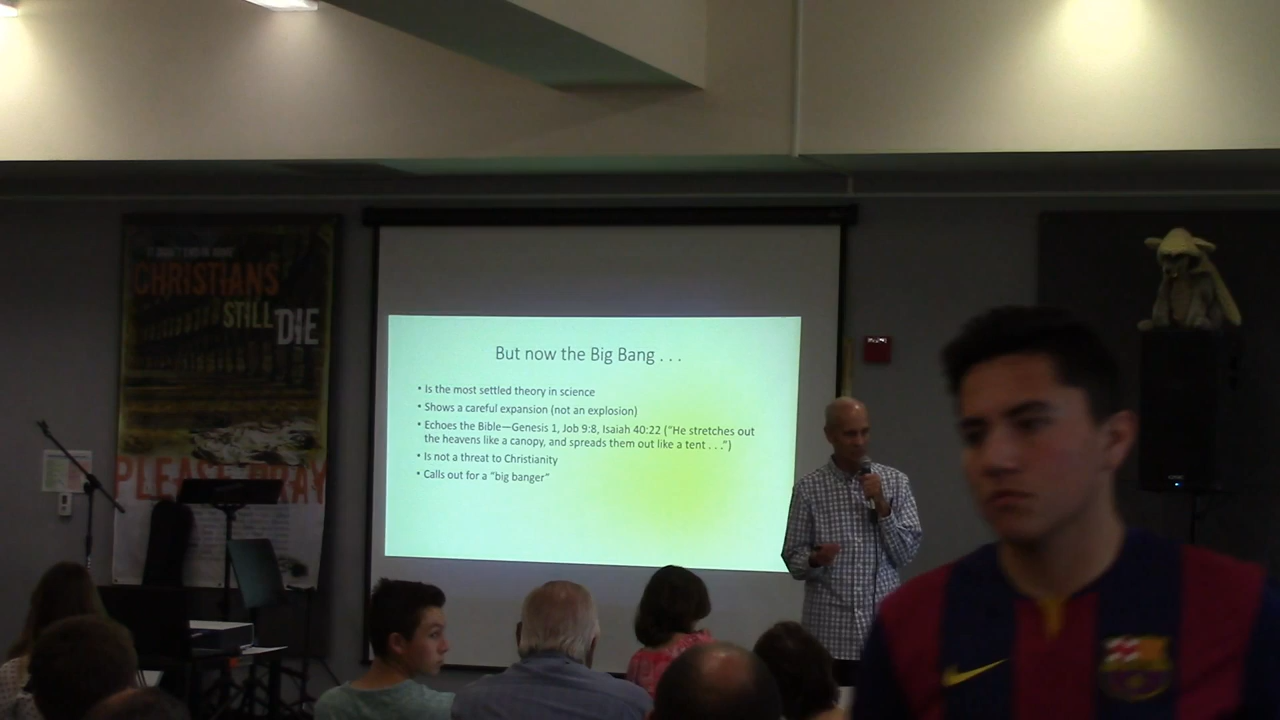 CHRISTIANS
STILL
DIE
PLEASE PRAY
But now the Big Bang . . .
• Is the most settled theory in science
• Shows a careful expansion (not an explosion)
• Echoes the Bible—Genesis 1, Job 9:8, Isaiah 40:22 (“He stretches out
the heavens like a canopy, and spreads them out like a tent . . .”)
• Is not a threat to Christianity
• Calls out for a “big banger”